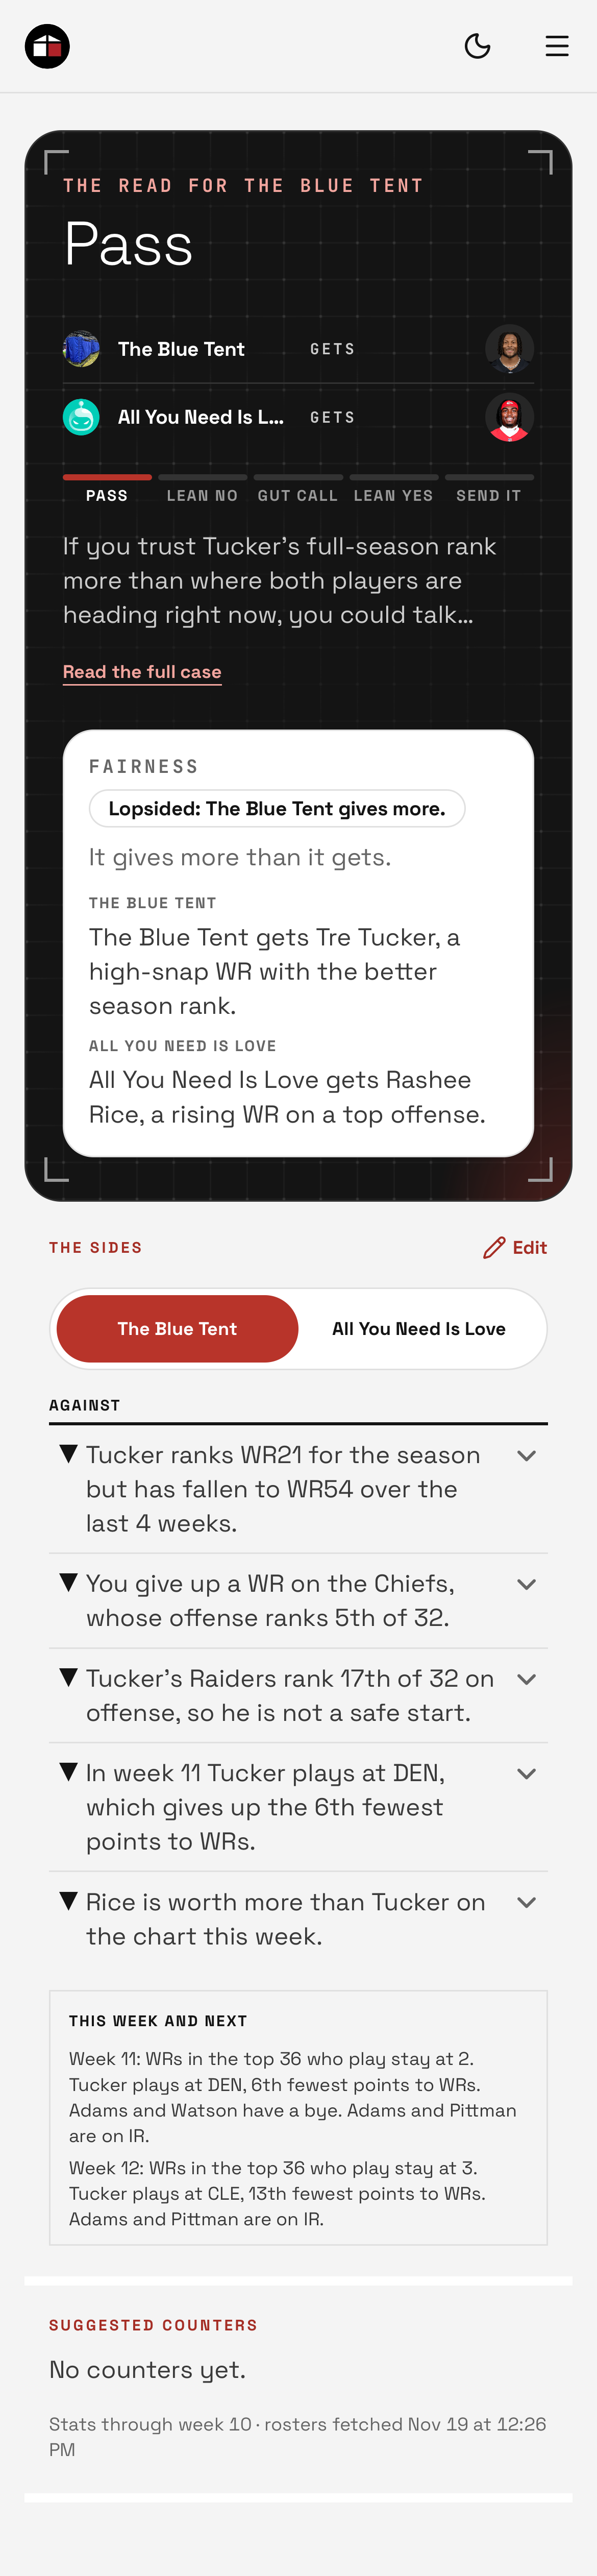 THE READ FOR THE BLUE TENT
Pass
The Blue Tent GETS
All You Need Is L... GETS
PASS LEAN NO GUT CALL LEAN YES SEND IT
If you trust Tucker's full-season rank
more than where both players are
heading right now, you could talk...
Read the full case
FAIRNESS
Lopsided: The Blue Tent gives more.
It gives more than it gets.
THE BLUE TENT
The Blue Tent gets Tre Tucker, a
high-snap WR with the better
season rank.
ALL YOU NEED IS LOVE
All You Need Is Love gets Rashee
Rice, a rising WR on a top offense.
THE SIDES Edit
The Blue Tent All You Need Is Love
AGAINST
▼ Tucker ranks WR21 for the season
but has fallen to WR54 over the
last 4 weeks.
▼ You give up a WR on the Chiefs,
whose offense ranks 5th of 32.
▼ Tucker's Raiders rank 17th of 32 on
offense, so he is not a safe start.
▼ In week 11 Tucker plays at DEN,
which gives up the 6th fewest
points to WRs.
▼ Rice is worth more than Tucker on
the chart this week.
THIS WEEK AND NEXT
Week 11: WRs in the top 36 who play stay at 2.
Tucker plays at DEN, 6th fewest points to WRs.
Adams and Watson have a bye. Adams and Pittman
are on IR.
Week 12: WRs in the top 36 who play stay at 3.
Tucker plays at CLE, 13th fewest points to WRs.
Adams and Pittman are on IR.
SUGGESTED COUNTERS
No counters yet.
Stats through week 10 · rosters fetched Nov 19 at 12:26
PM